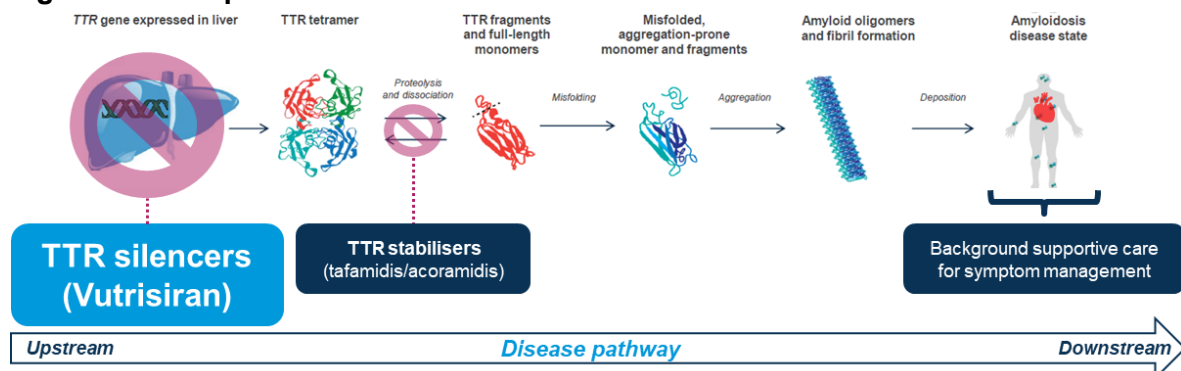 TTR gene expressed in liver
TTR tetramer
TTR fragments
and full-length
monomers
Misfolded,
aggregation-prone
monomer and fragments
Amyloid oligomers
and fibril formation
Amyloidosis
disease state
Proteolysis
and dissociation
Misfolding
Aggregation
Deposition
TTR silencers
(Vutrisiran)
TTR stabilisers
(tafamidis/acoramidis)
Background supportive care
for symptom management
Upstream
Disease pathway
Downstream